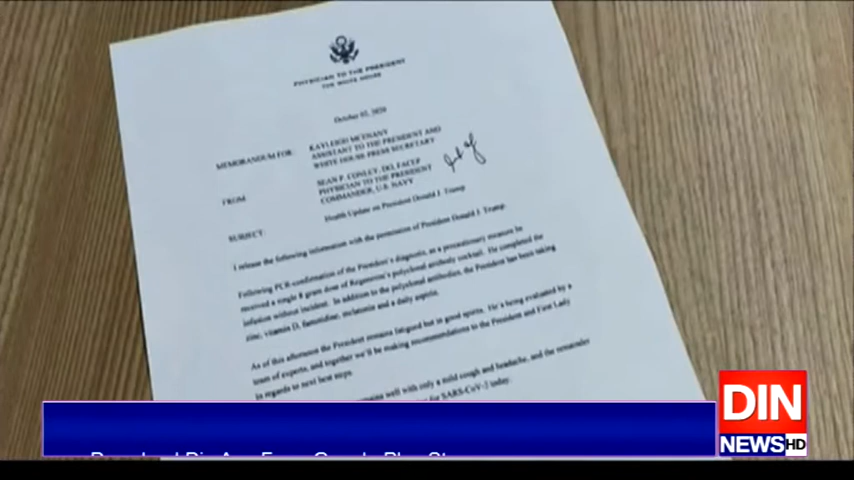 PHYSICIAN TO THE PRESIDENT
THE WHITE HOUSE
October 02, 2020
MEMORANDUM FOR:
KAYLEIGH MCENANY
ASSISTANT TO THE PRESIDENT AND
WHITE HOUSE PRESS SECRETARY
FROM
SEAN P. CONLEY, DO, FACEP
PHYSICIAN TO THE PRESIDENT
COMMANDER, U.S. NAVY
SUBJECT:
Health Update on President Donald J. Trump
I release the following information with the permission of President Donald J. Trump.
Following PCR-confirmation of the President's diagnosis, as a precautionary measure he
received a single 8 gram dose of Regeneron's polyclonal antibody cocktail. He completed the
infusion without incident. In addition to the polyclonal antibodies, the President has been taking
zinc, vitamin D, famotidine, melatonin and a daily aspirin.
As of this afternoon the President remains fatigued but in good spirits. He's being evaluated by a
team of experts, and together we'll be making recommendations to the President and First Lady
in regards to next best steps.
well with only a mild cough and headache, and the remainder
for SARS-CoV-2 today.
DIN
NEWS HD